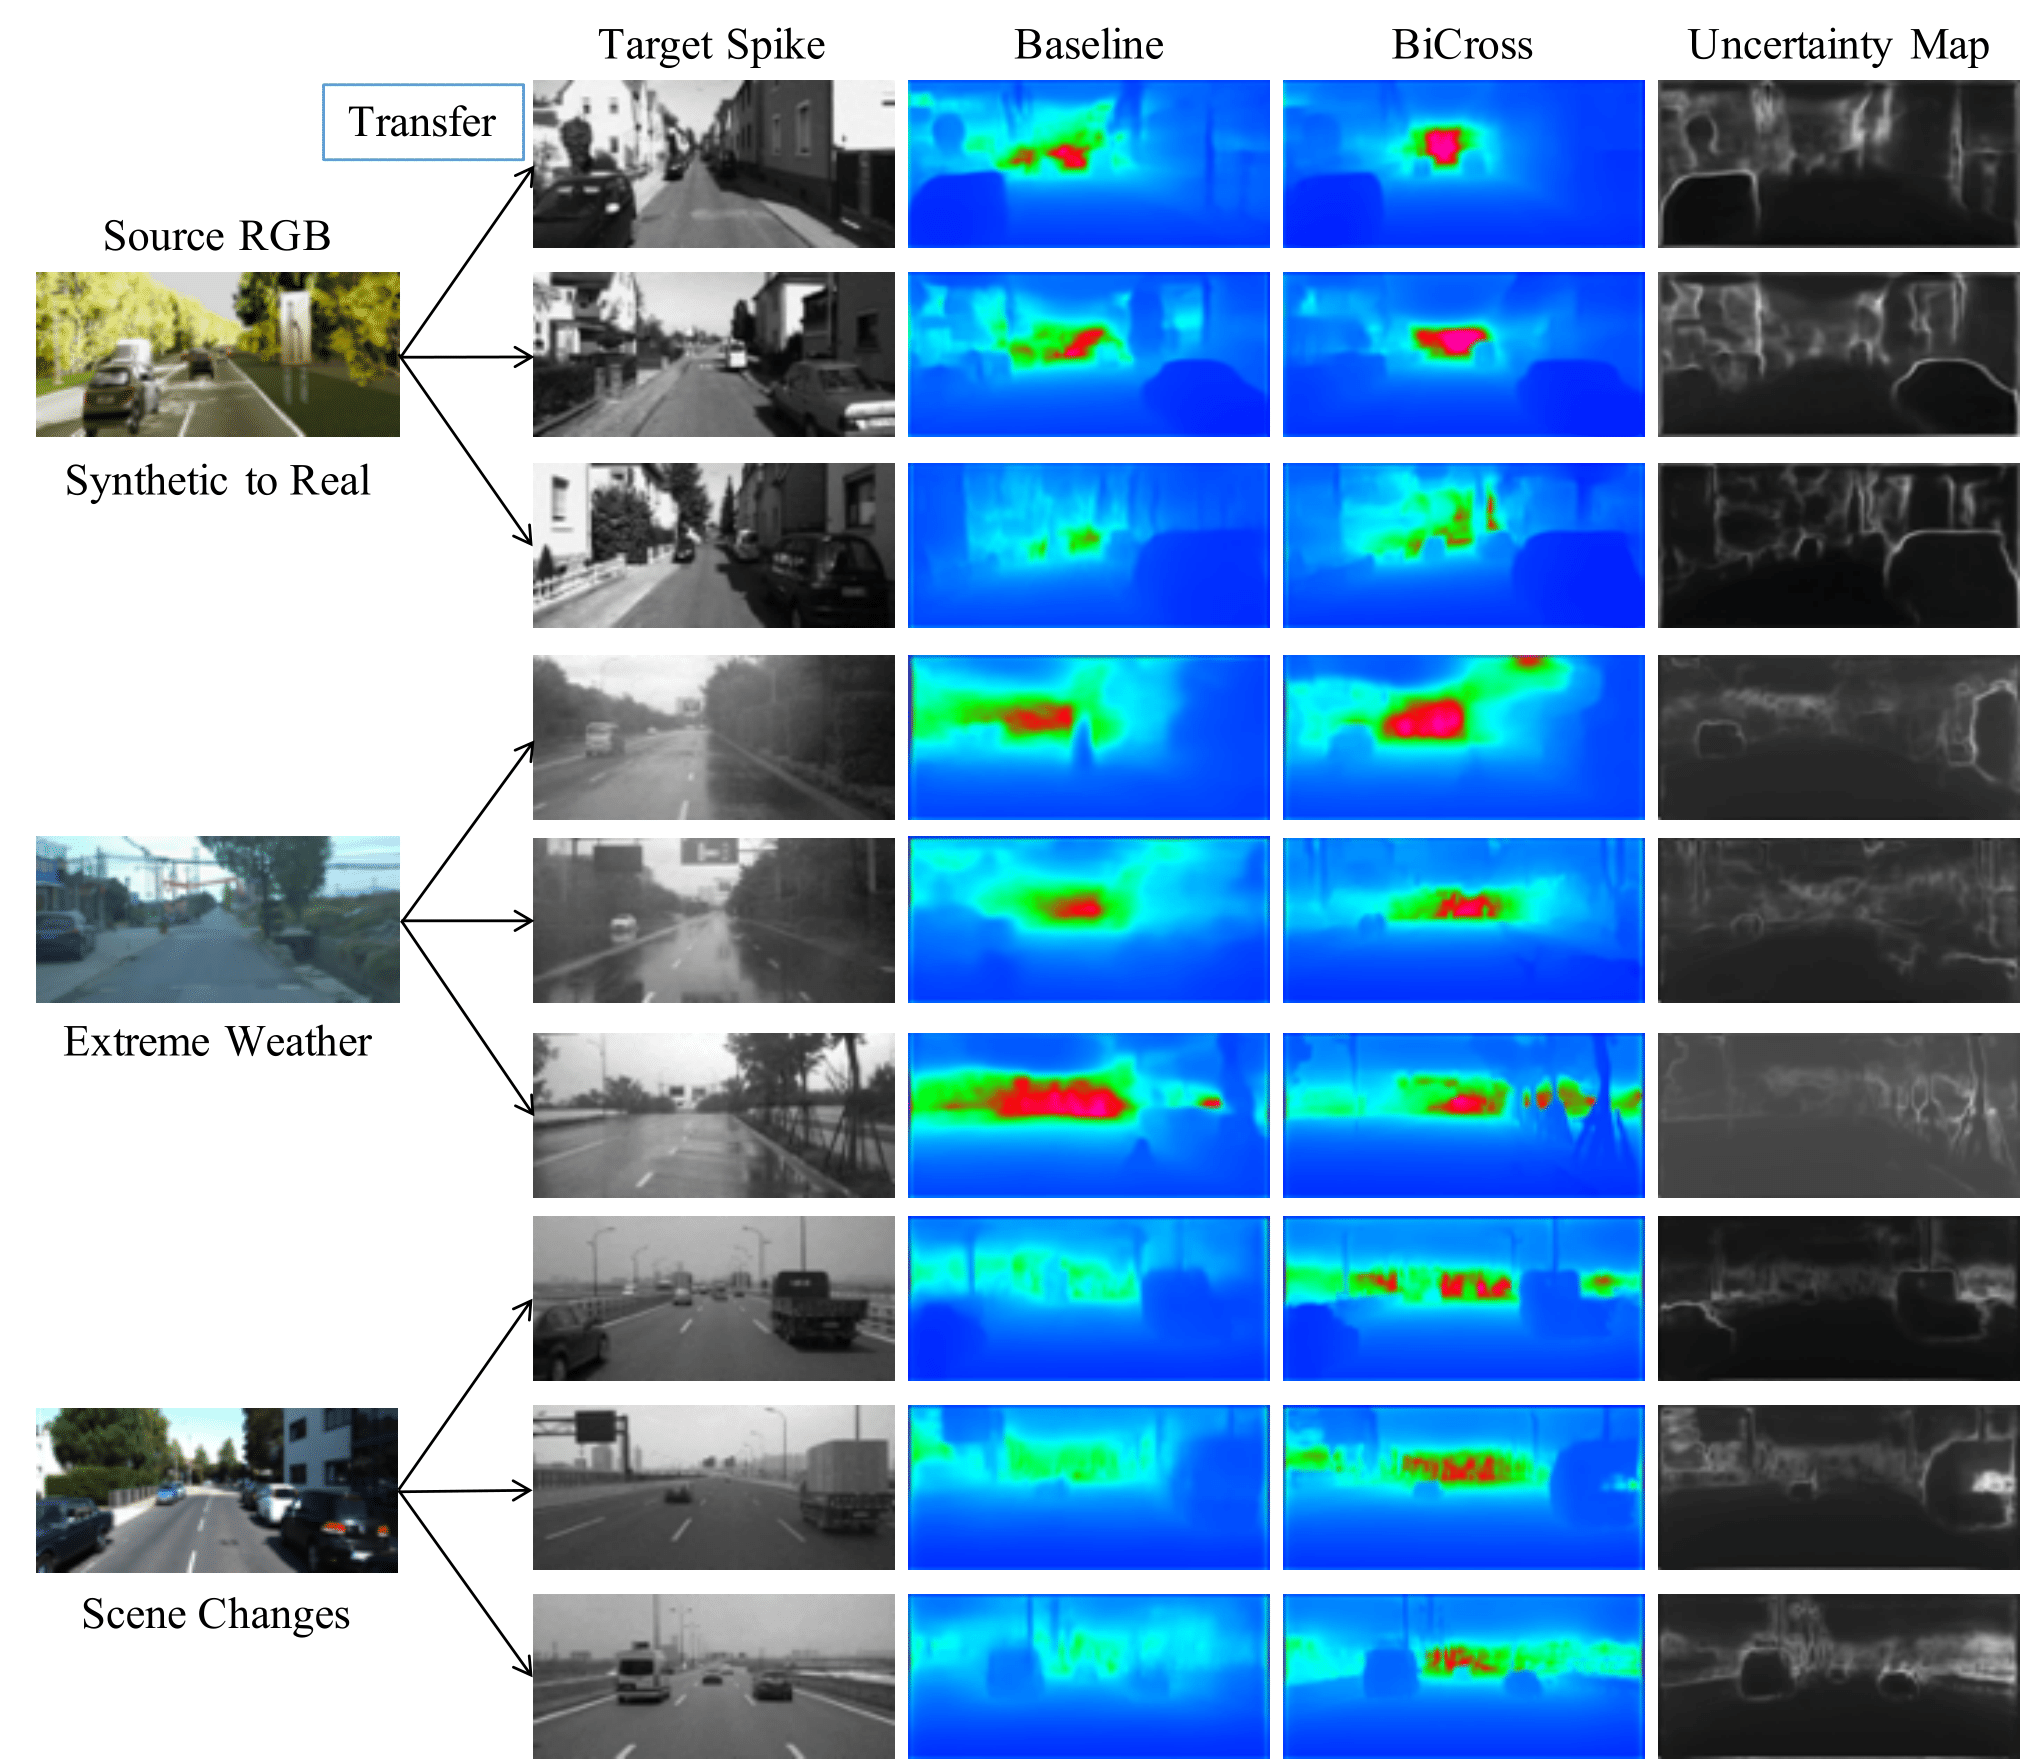 Target Spike
Baseline
BiCross
Uncertainty Map
Transfer
Source RGB
Synthetic to Real
Extreme Weather
Scene Changes